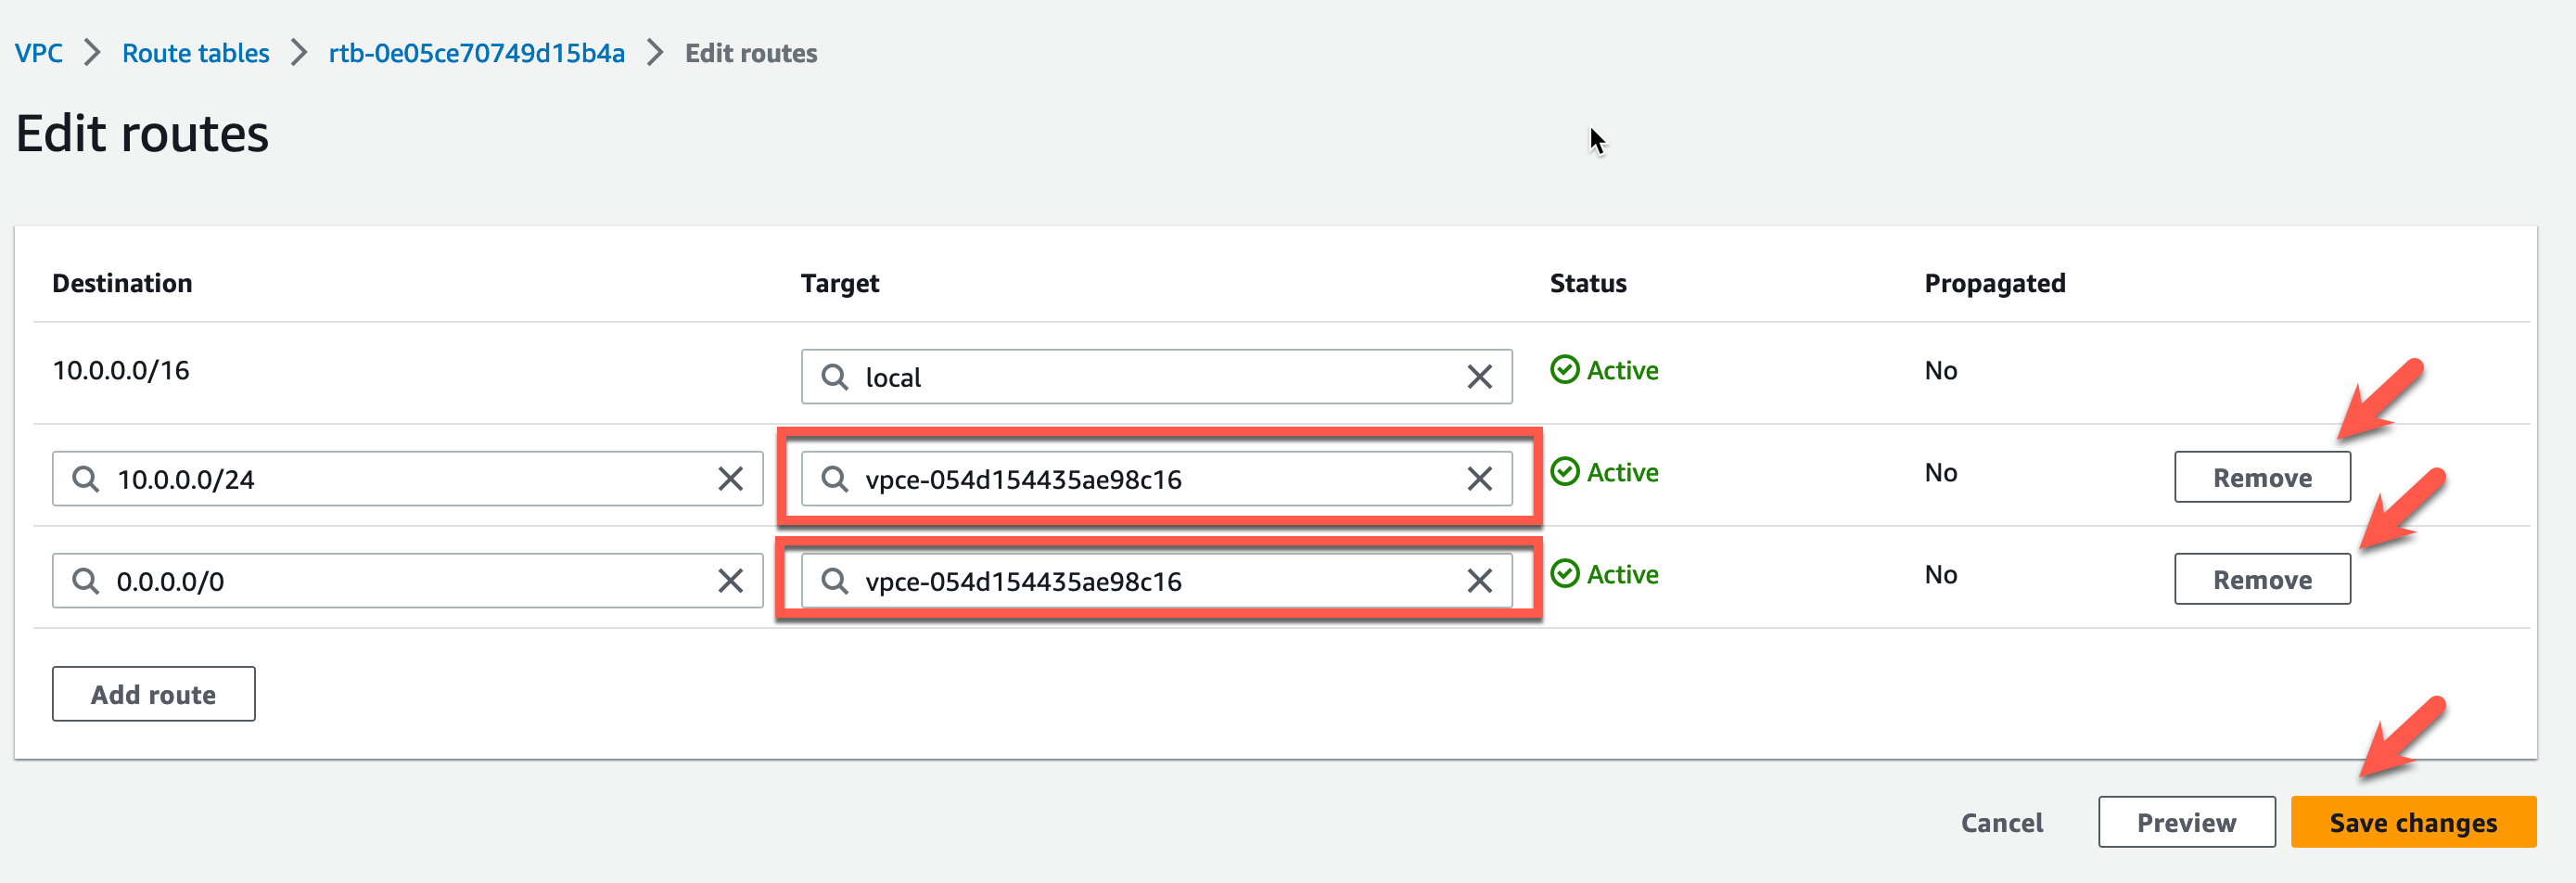 VPC > Route tables > rtb-0e05ce70749d15b4a > Edit routes
Edit routes
Destination Target Status Propagated
10.0.0.0/16 local Active No
10.0.0.0/24 vpce-054d154435ae98c16 Active No Remove
0.0.0.0/0 vpce-054d154435ae98c16 Active No Remove
Add route
Cancel Preview Save changes